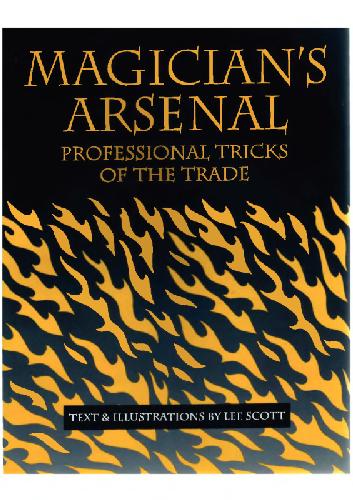 MAGICIAN'S
ARSENAL
PROFESSIONAL TRICKS
OF THE TRADE
TEXT & ILLUSTRATIONS BY LEE SCOTT